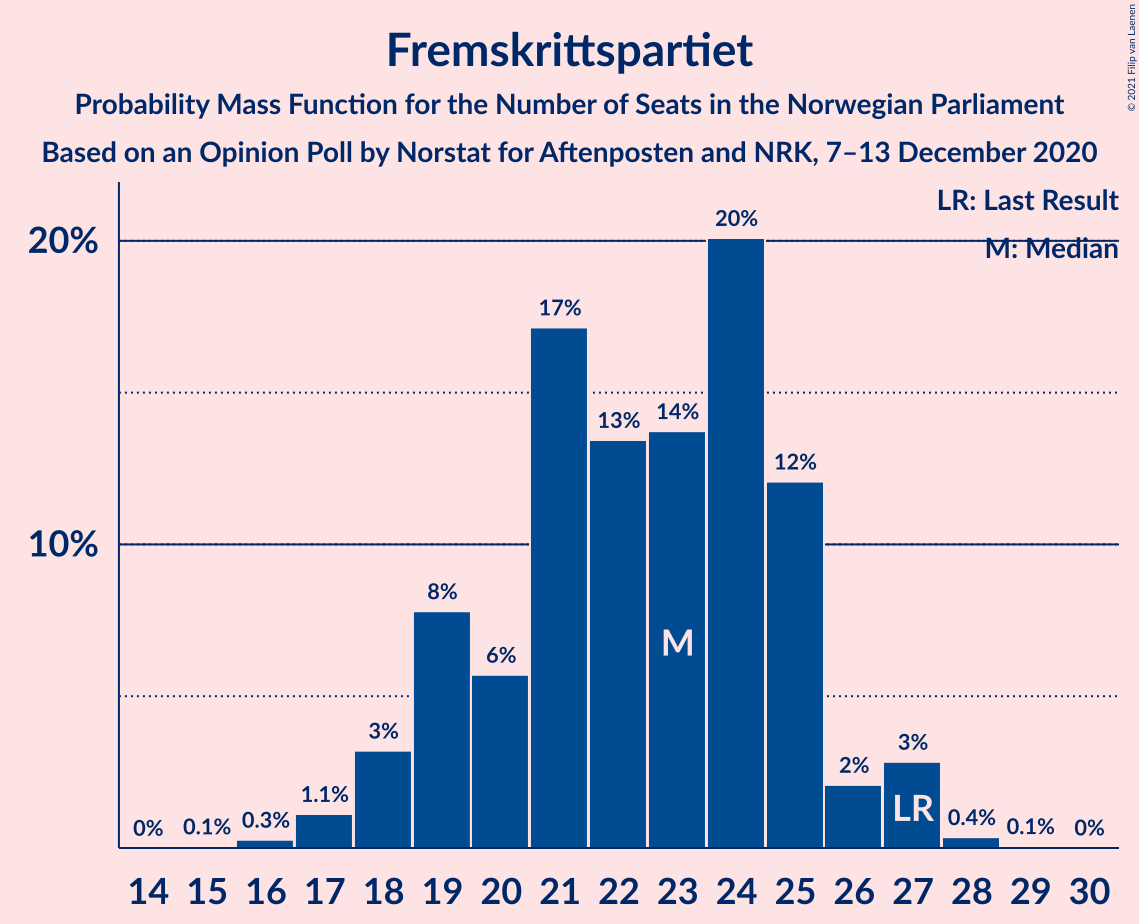 Fremskrittspartiet
Probability Mass Function for the Number of Seats in the Norwegian Parliament
Based on an Opinion Poll by Norstat for Aftenposten and NRK, 7–13 December 2020
© 2021 Filip van Laenen
LR: Last Result
M: Median
20%
10%
0% 0.1% 0.3% 1.1% 3% 8% 6% 17% 13% 14% 20% 12% 2% 3% 0.4% 0.1% 0%
M
LR
14 15 16 17 18 19 20 21 22 23 24 25 26 27 28 29 30